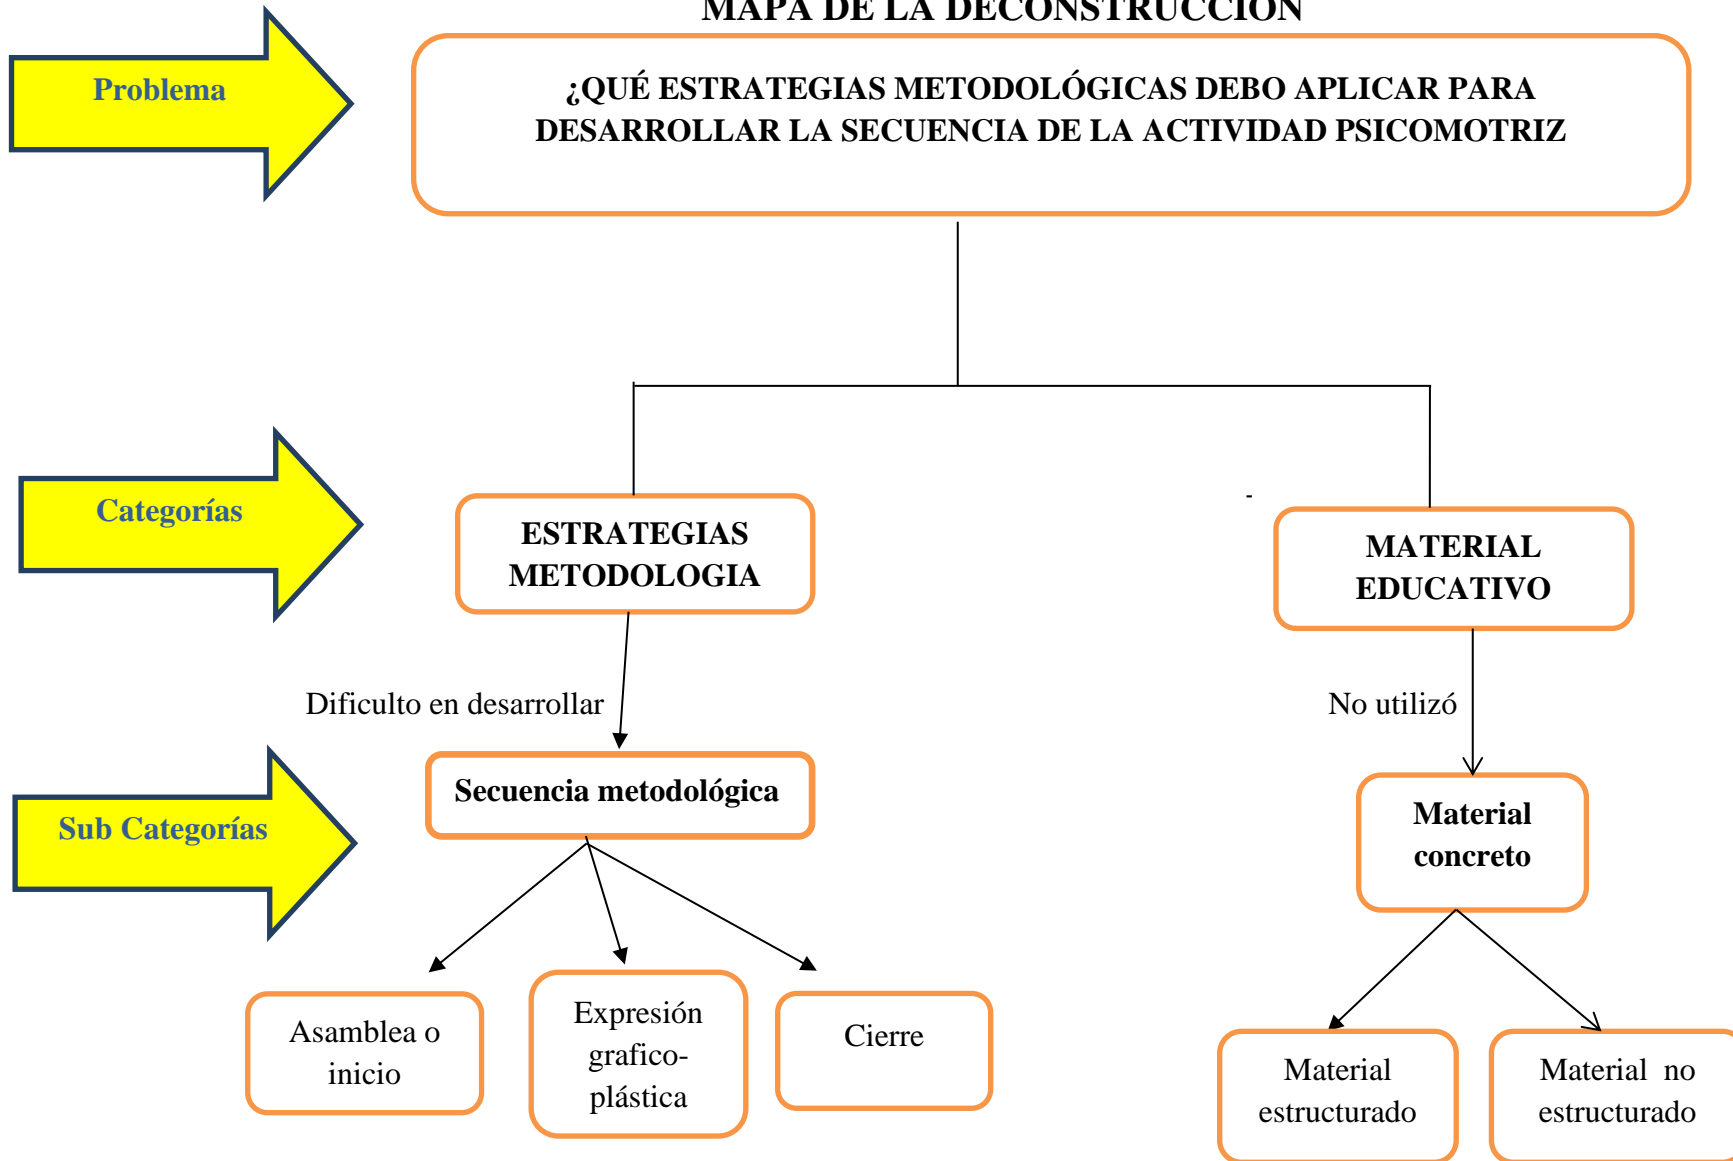 MAPA DE LA DECONSTRUCCION
Problema
¿QUÉ ESTRATEGIAS METODOLÓGICAS DEBO APLICAR PARA
DESARROLLAR LA SECUENCIA DE LA ACTIVIDAD PSICOMOTRIZ
Categorías
ESTRATEGIAS
METODOLOGIA
-
MATERIAL
EDUCATIVO
Dificulto en desarrollar
No utilizó
Sub Categorías
Secuencia metodológica
Material
concreto
Asamblea o
inicio
Expresión
grafico-
plástica
Cierre
Material
estructurado
Material no
estructurado